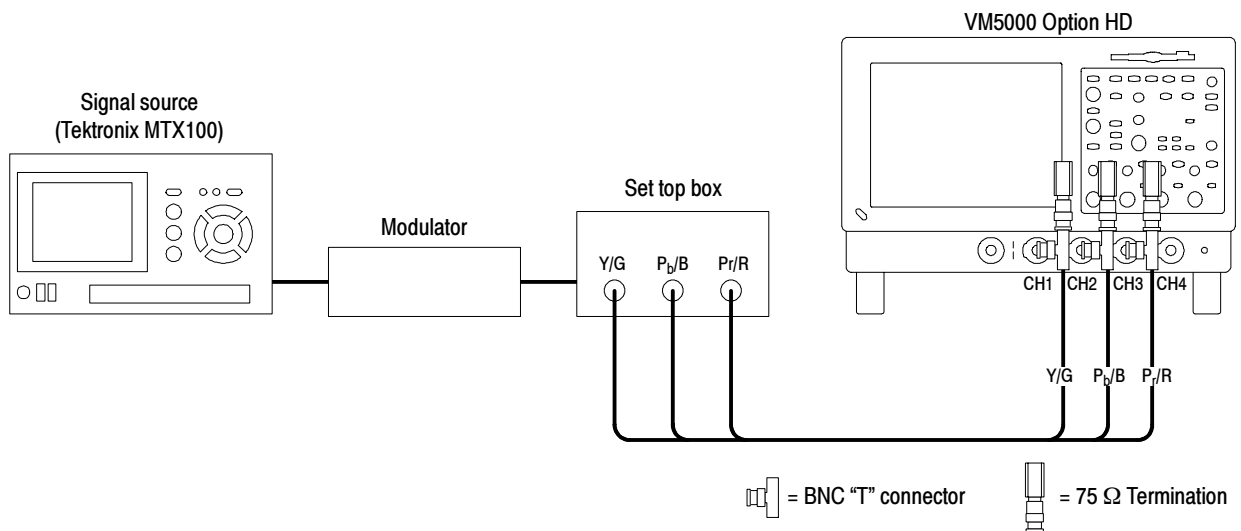 VM5000 Option HD
Signal source
(Tektronix MTX100)
Set top box
Modulator
Y/G Pb/B Pr/R
CH1 CH2 CH3 CH4
Y/G Pb/B Pr/R
= BNC “T” connector
= 75 Ω Termination